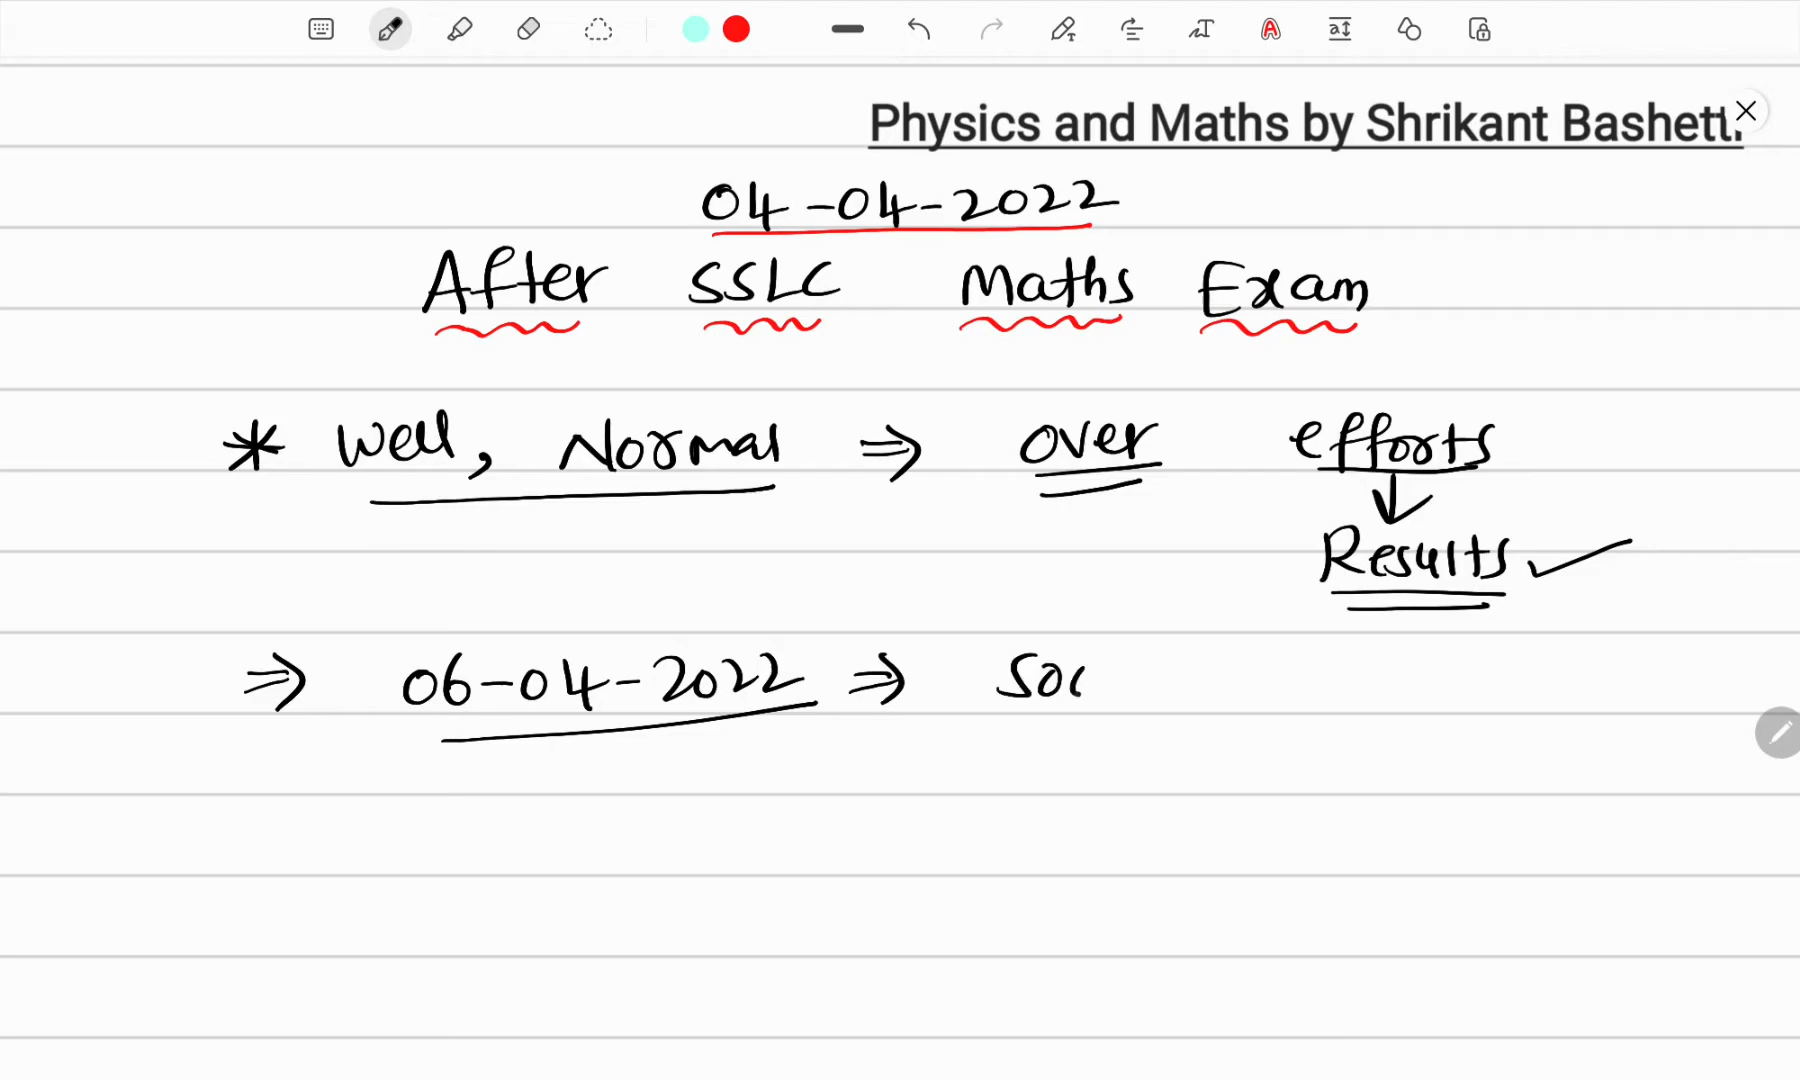 Physics and Maths by Shrikant Bashetti
04-04-2022
After SSLC Maths Exam
* Well, Normal ⇒ over efforts
↓
Results ✓
⇒ 06-04-2022 ⇒ Soc